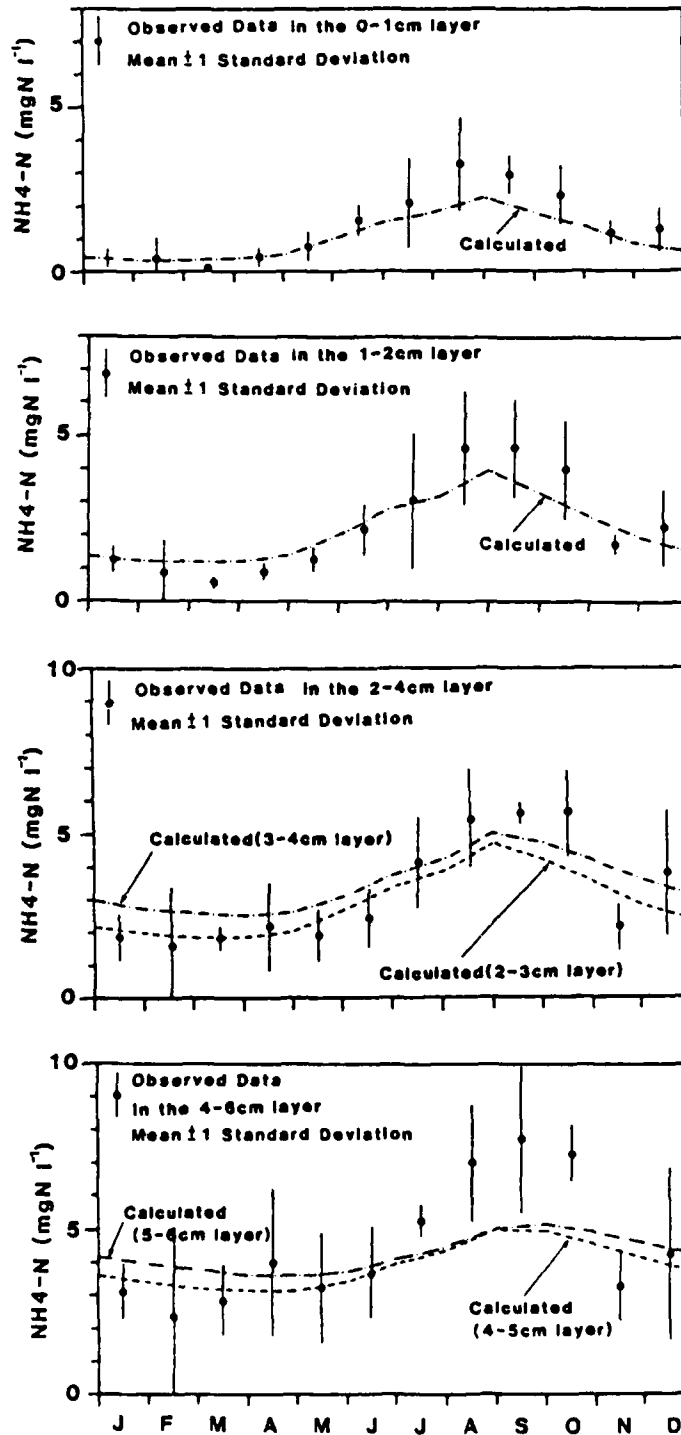 Observed Data in the 0-1cm layer
Mean ±1 Standard Deviation
NH4-N (mgN l⁻¹)
5
0
Calculated
Observed Data in the 1-2cm layer
Mean ±1 Standard Deviation
NH4-N (mgN l⁻¹)
5
0
Calculated
J F M A M J J A S O N D
10
Observed Data in the 2-4cm layer
Mean ±1 Standard Deviation
NH4-N (mgN l⁻¹)
Calculated(3-4cm layer)
5
Calculated(2-3cm layer)
0
J F M A M J J A S O N D
10
Observed Data
in the 4-6cm layer
Mean ±1 Standard Deviation
NH4-N (mgN l⁻¹)
Calculated
(5-6cm layer)
5
Calculated
(4-5cm layer)
0
J F M A M J J A S O N D